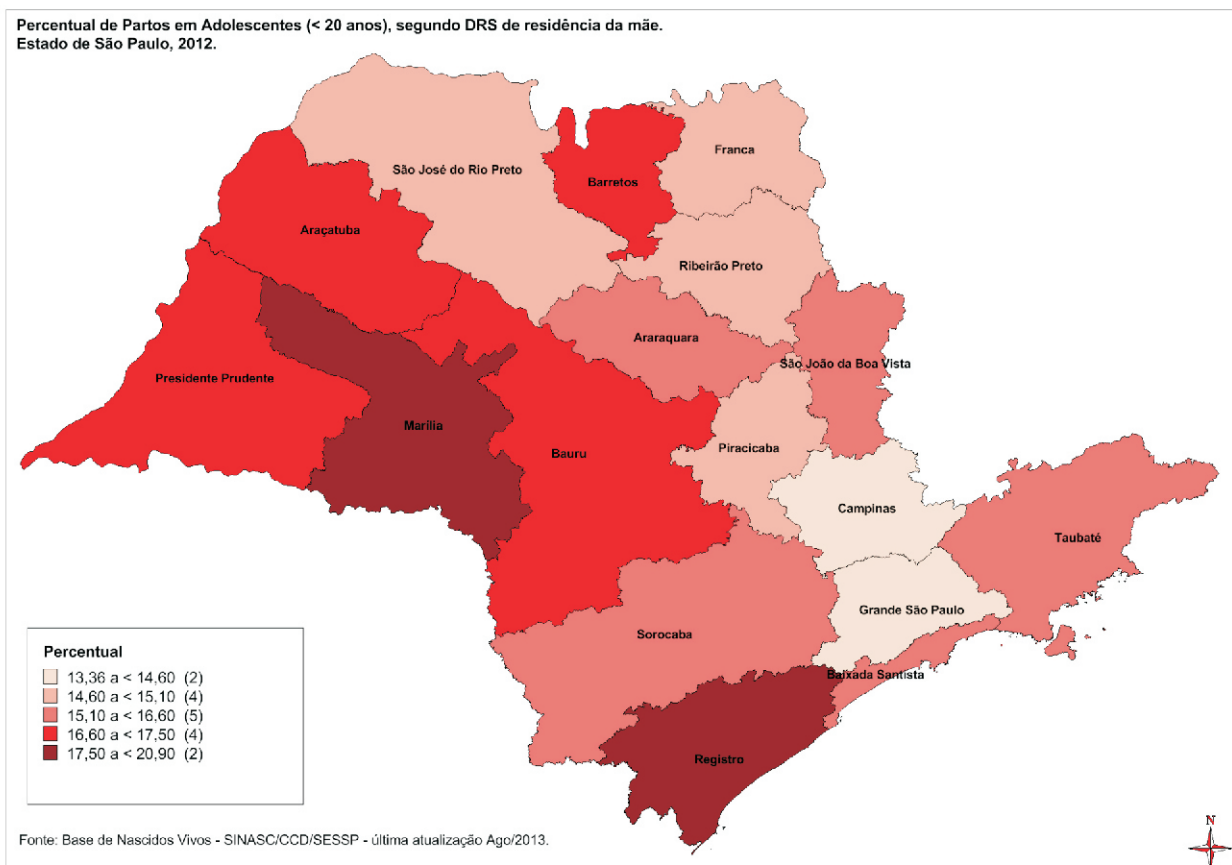 Percentual de Partos em Adolescentes (< 20 anos), segundo DRS de residência da mãe.
Estado de São Paulo, 2012.
Franca
São José do Rio Preto
Barretos
Araçatuba
Ribeirão Preto
Araraquara
São João da Boa Vista
Presidente Prudente
Marília
Bauru
Piracicaba
Campinas
Taubaté
Grande São Paulo
Sorocaba
Baixada Santista
Registro
Percentual
13,36 a < 14,60 (2)
14,60 a < 15,10 (4)
15,10 a < 16,60 (5)
16,60 a < 17,50 (4)
17,50 a < 20,90 (2)
Fonte: Base de Nascidos Vivos - SINASC/CCD/SESSP - última atualização Ago/2013.
N